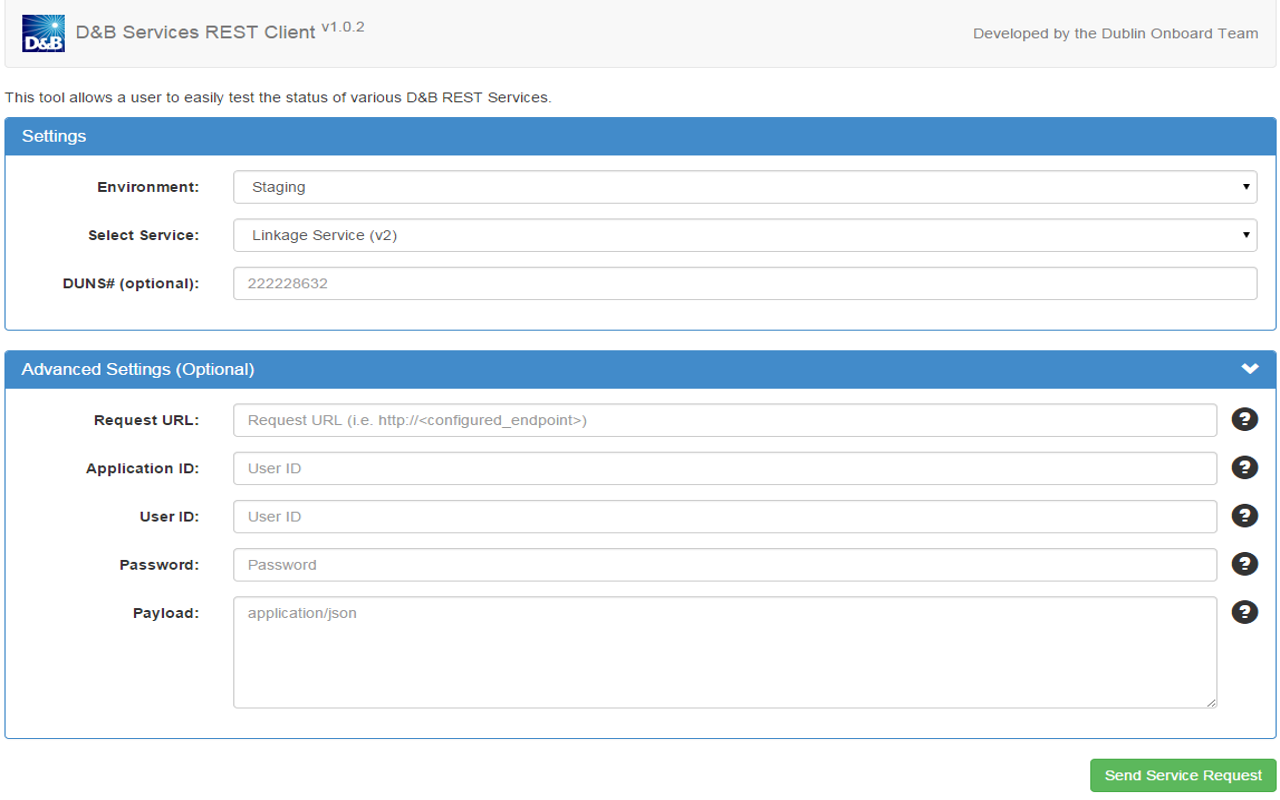 D&B D&B Services REST Client v1.0.2 Developed by the Dublin Onboard Team
This tool allows a user to easily test the status of various D&B REST Services.
Settings
Environment: Staging
Select Service: Linkage Service (v2)
DUNS# (optional): 222228632
Advanced Settings (Optional)
Request URL: Request URL (i.e. http://<configured_endpoint>) ?
Application ID: User ID ?
User ID: User ID ?
Password: Password ?
Payload: application/json ?
Send Service Request